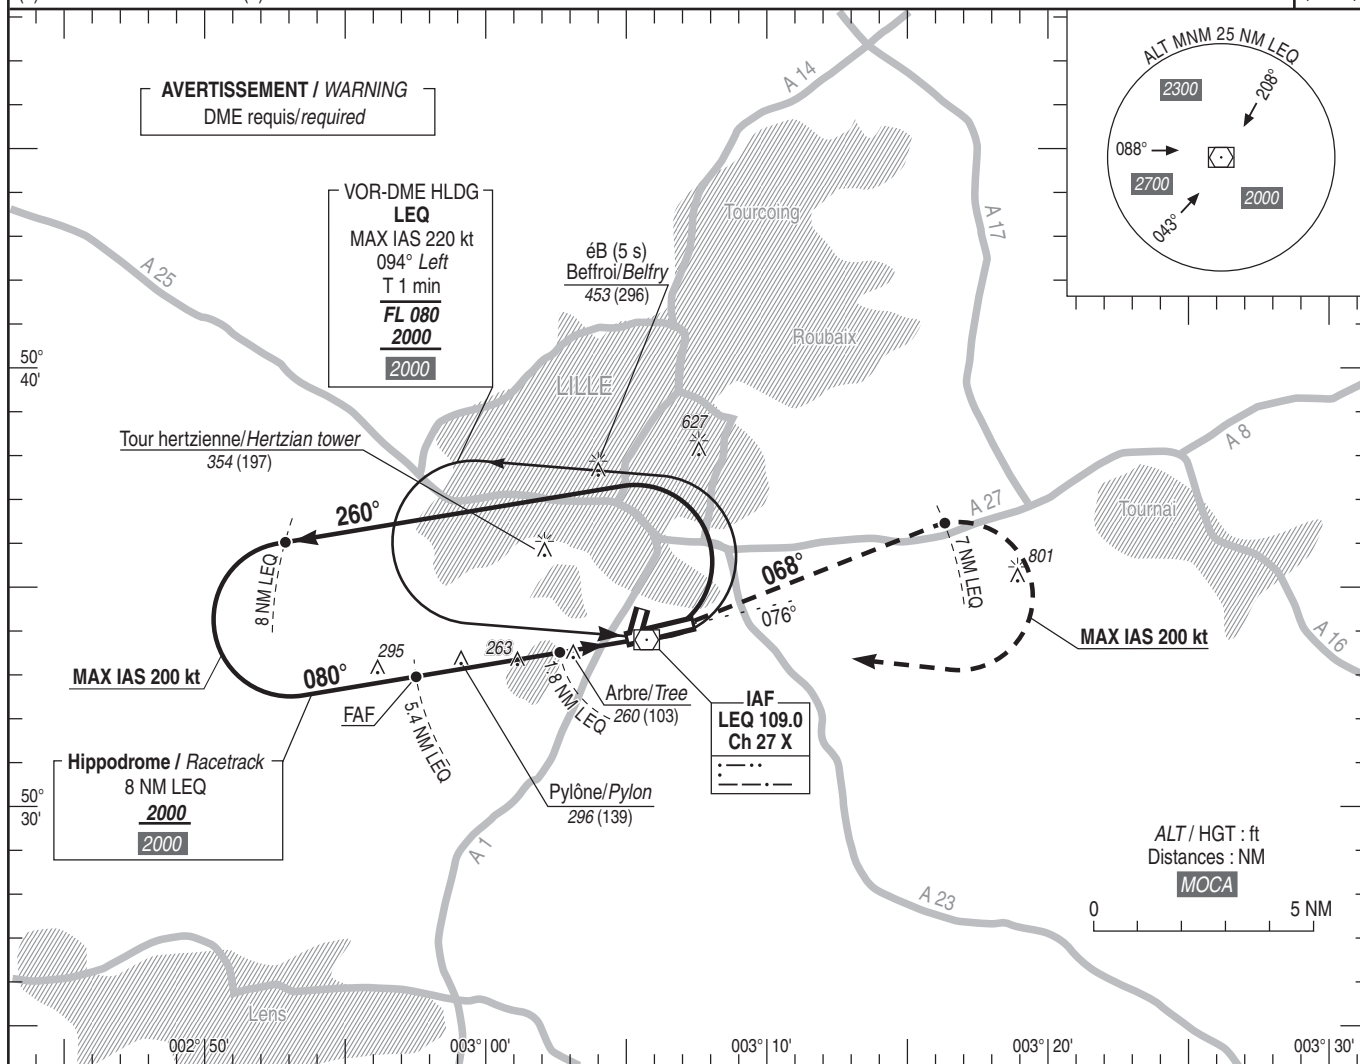 AVERTISSEMENT / WARNING
DME requis/required
ALT MNM 25 NM LEQ
2300
208°
088°
2700
2000
043°
A 14
A 17
A 25
Tourcoing
Roubaix
VOR-DME HLDG
LEQ
MAX IAS 220 kt
094° Left
T 1 min
FL 080
2000
2000
éB (5 s)
Beffroi/Belfry
453 (296)
50°
40'
LILLE
627
Tour hertzienne/Hertzian tower
354 (197)
A 8
A 27
Tournai
260°
8 NM LEQ
068°
076°
7 NM LEQ
801
MAX IAS 200 kt
A 16
295
263
080°
MAX IAS 200 kt
FAF
5.4 NM LEQ
1.8 NM LEQ
Arbre/Tree
260 (103)
IAF
LEQ 109.0
Ch 27 X
Hippodrome / Racetrack
8 NM LEQ
2000
2000
Pylône/Pylon
296 (139)
50°
30'
A 1
A 23
ALT / HGT : ft
Distances : NM
MOCA
0 5 NM
Lens
002° 50' 003° 00' 003° 10' 003° 20' 003° 30'